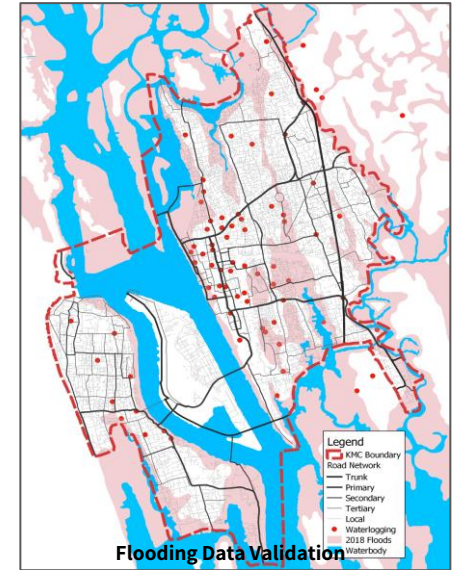 Legend
KMC Boundary
Road Network
Trunk
Primary
Secondary
Tertiary
Local
Waterlogging
2018 Floods
Waterbody
Flooding Data Validation